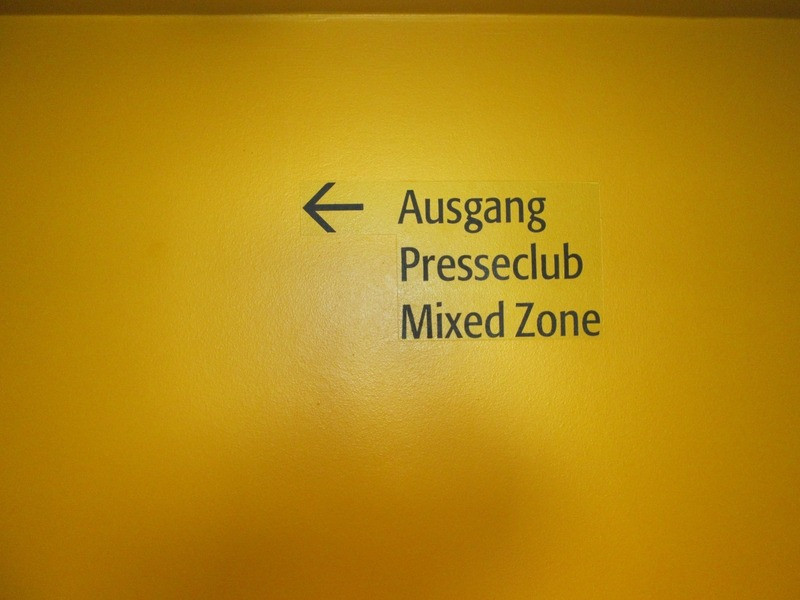 ← Ausgang
Presseclub
Mixed Zone